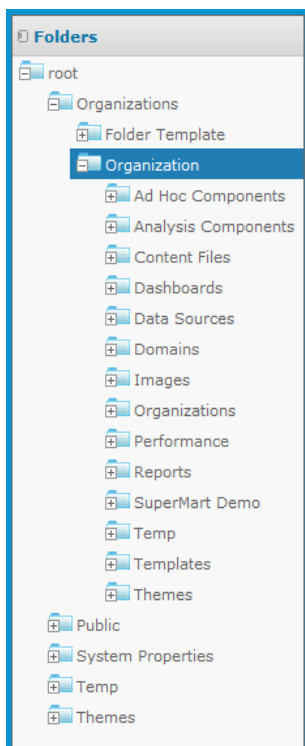 Folders
root
Organizations
Folder Template
Organization
Ad Hoc Components
Analysis Components
Content Files
Dashboards
Data Sources
Domains
Images
Organizations
Performance
Reports
SuperMart Demo
Temp
Templates
Themes
Public
System Properties
Temp
Themes